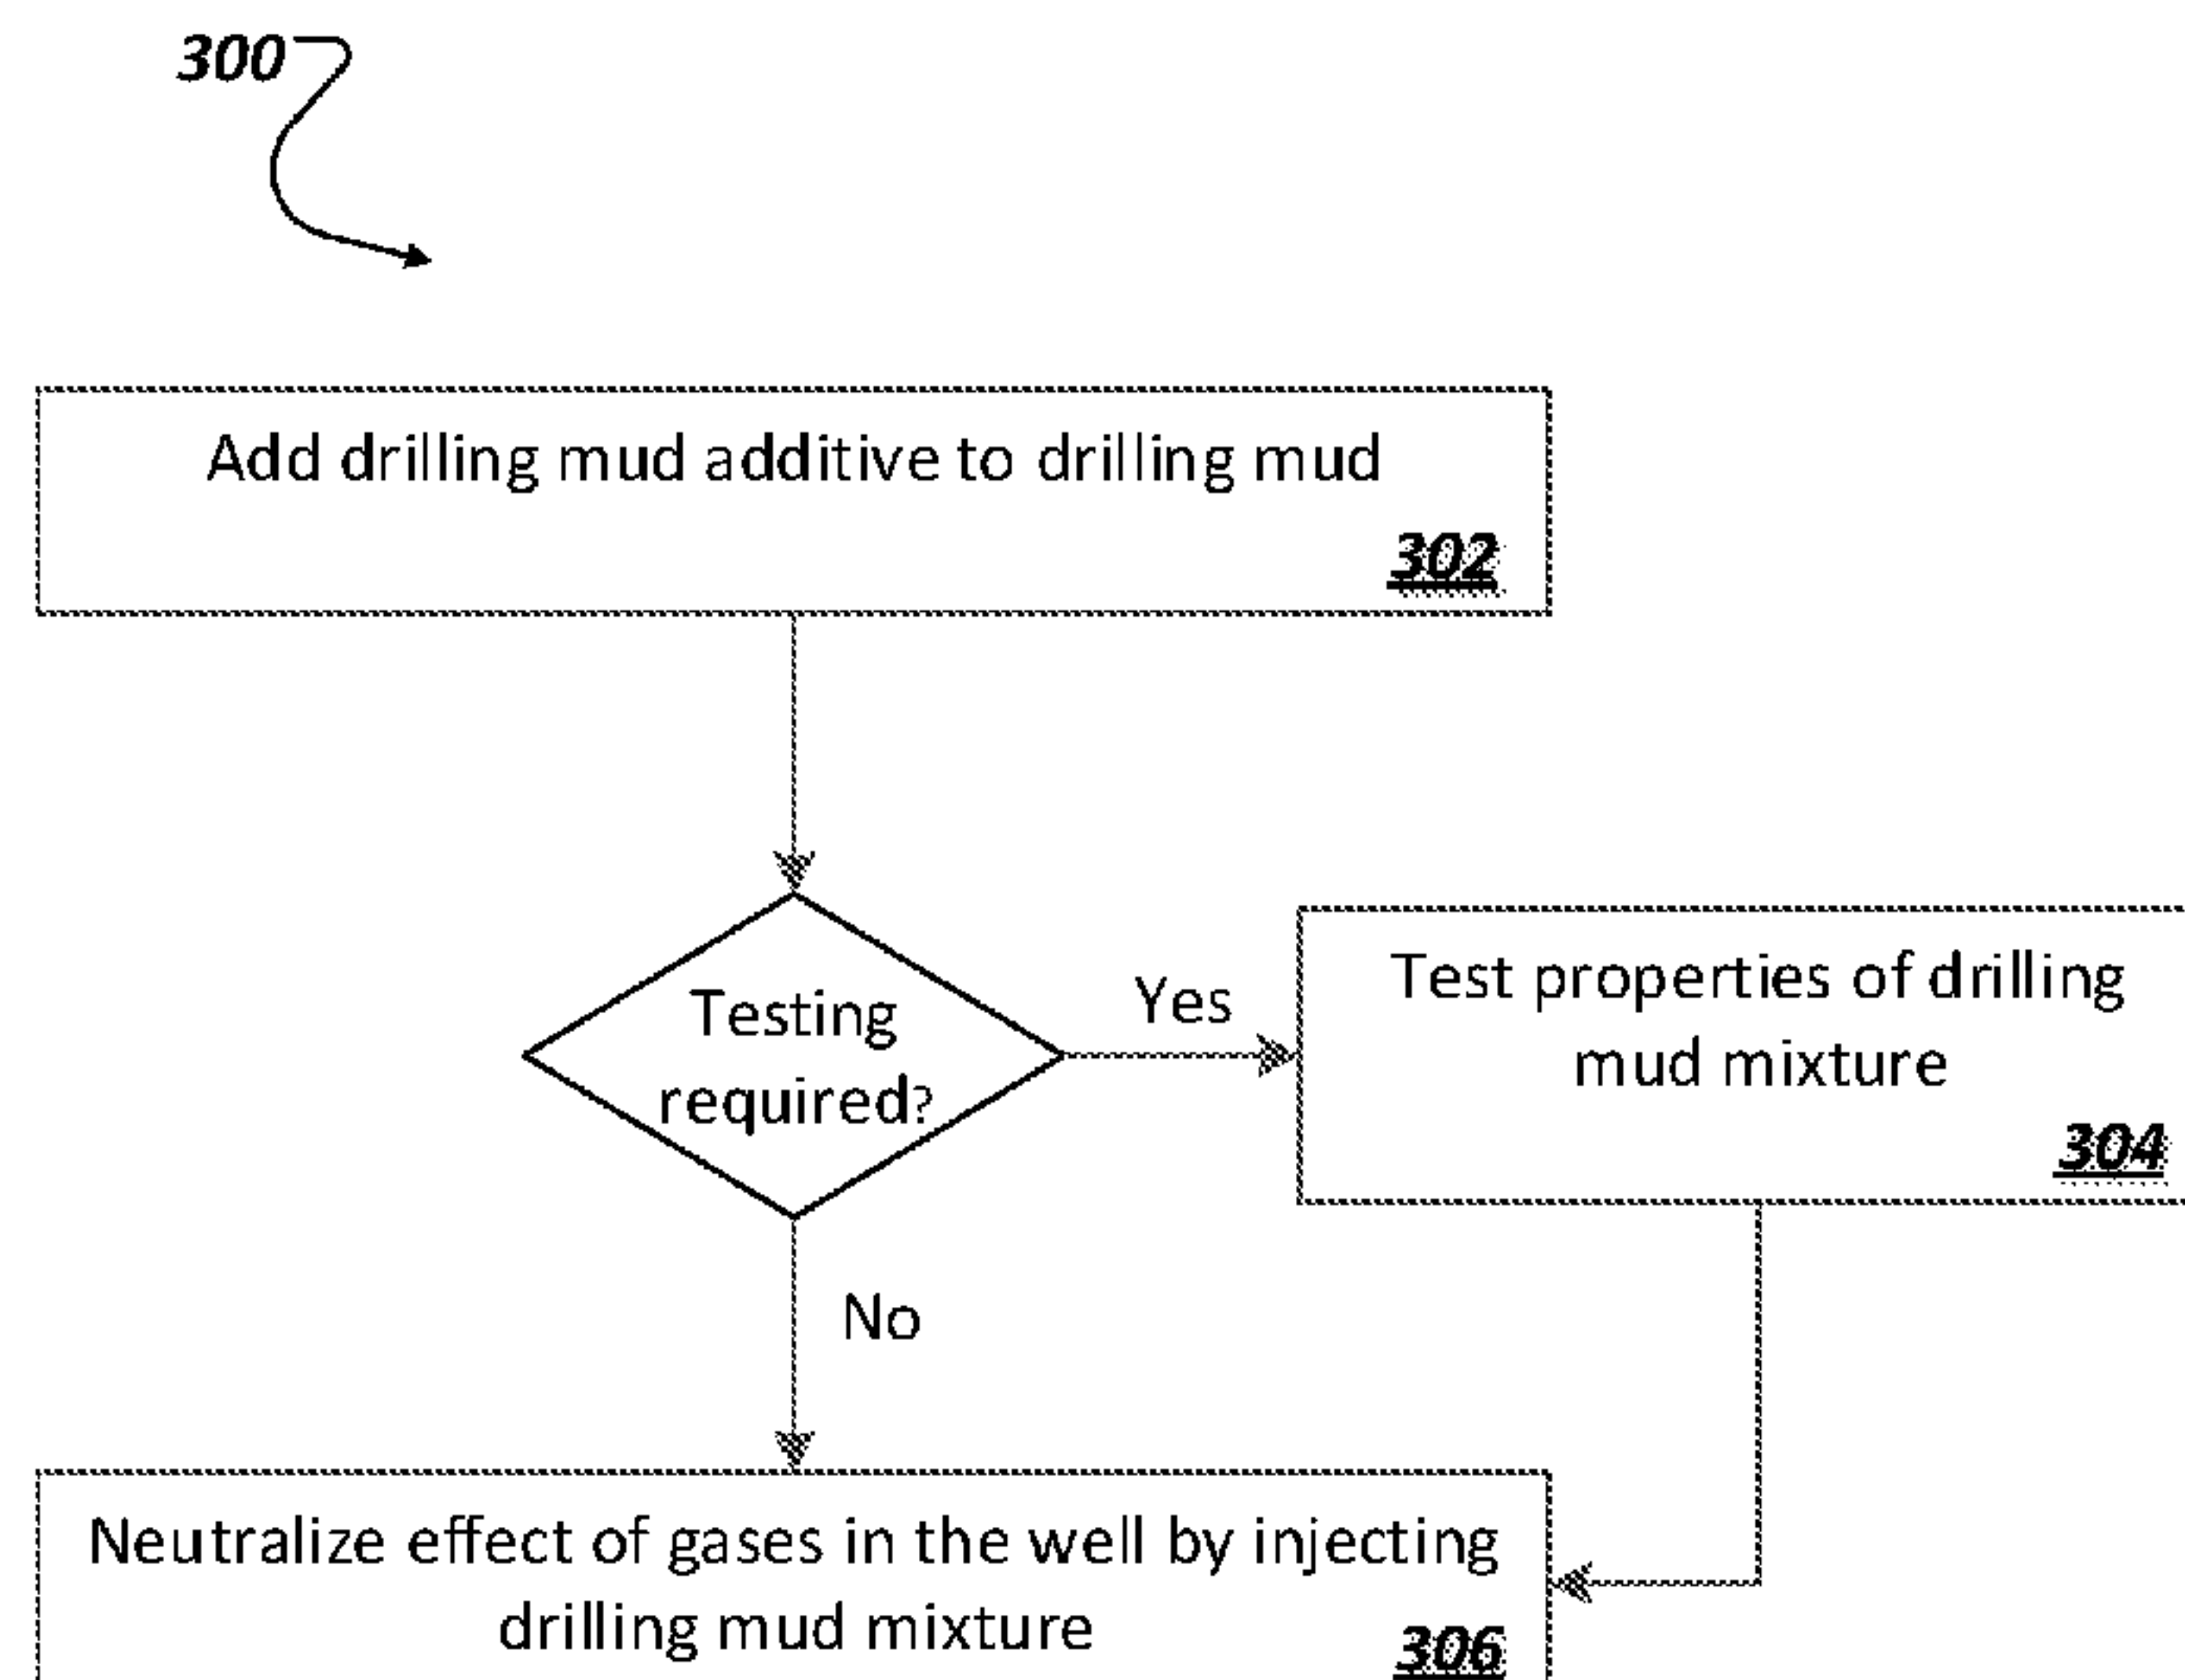 300
Add drilling mud additive to drilling mud
302
Testing
required?
Yes
Test properties of drilling
mud mixture
304
No
Neutralize effect of gases in the well by injecting
drilling mud mixture
306